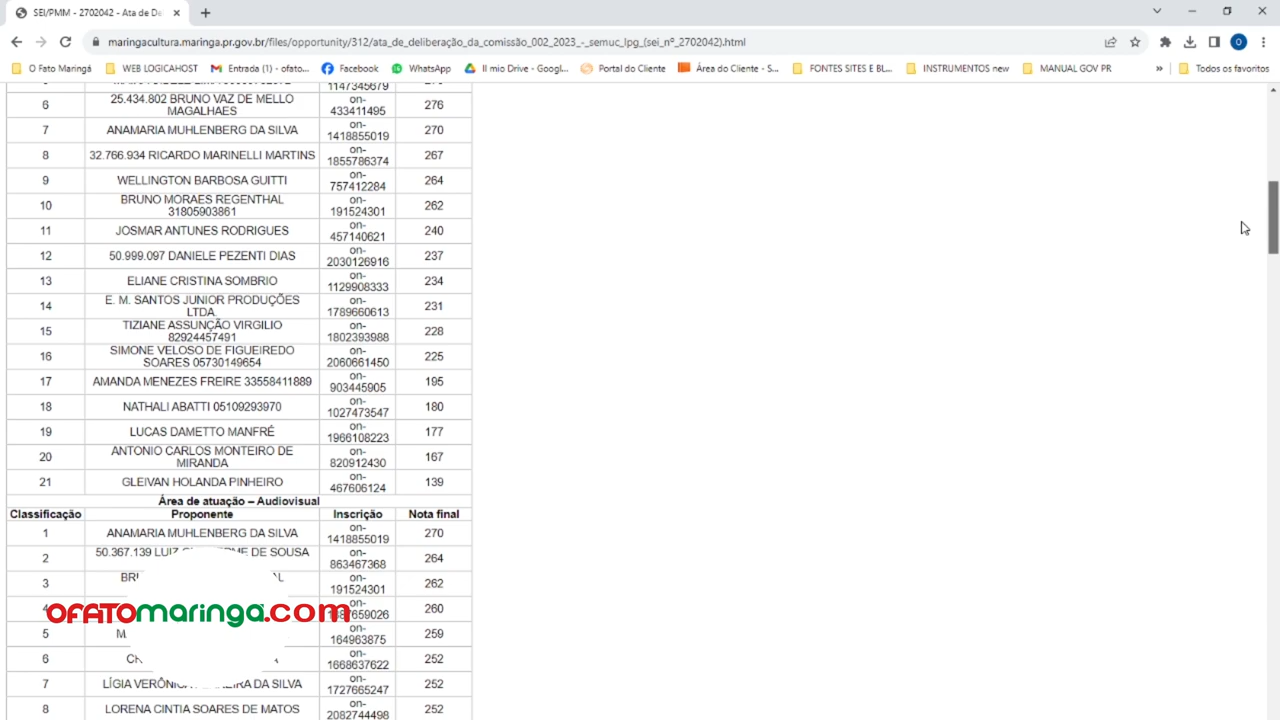 SEI/PMM - 2702042 - Ata de De
maringacultura.maringa.pr.gov.br/files/opportunity/312/ata_de_deliberação_da_comissão_002_2023_-_semuc_lpg_(sei_nº_2702042).html
O Fato Maringá
WEB LOGICAHOST
Entrada (1) - ofato...
Facebook
WhatsApp
Il mio Drive - Googl...
Portal do Cliente
Área do Cliente - S...
FONTES SITES E BL...
INSTRUMENTOS new
MANUAL GOV PR
»
Todos os favoritos
1147345679
6 25.434.802 BRUNO VAZ DE MELLO MAGALHAES on-433411495 276
7 ANAMARIA MUHLENBERG DA SILVA on-1418855019 270
8 32.766.934 RICARDO MARINELLI MARTINS on-1855786374 267
9 WELLINGTON BARBOSA GUITTI on-757412284 264
10 BRUNO MORAES REGENTHAL 31805903861 on-191524301 262
11 JOSMAR ANTUNES RODRIGUES on-457140621 240
12 50.999.097 DANIELE PEZENTI DIAS on-2030126916 237
13 ELIANE CRISTINA SOMBRIO on-1129908333 234
14 E. M. SANTOS JUNIOR PRODUÇÕES LTDA. on-1789660613 231
15 TIZIANE ASSUNÇÃO VIRGILIO 82924457491 on-1802393988 228
16 SIMONE VELOSO DE FIGUEIREDO SOARES 05730149654 on-2060661450 225
17 AMANDA MENEZES FREIRE 33558411889 on-903445905 195
18 NATHALI ABATTI 05109293970 on-1027473547 180
19 LUCAS DAMETTO MANFRÉ on-1966108223 177
20 ANTONIO CARLOS MONTEIRO DE MIRANDA on-820912430 167
21 GLEIVAN HOLANDA PINHEIRO on-467606124 139
Área de atuação – Audiovisual
Classificação Proponente Inscrição Nota final
1 ANAMARIA MUHLENBERG DA SILVA on-1418855019 270
2 50.367.139 DE SOUSA on-863467368 264
3 on-191524301 262
4 on- 260
OFATOmaringa.com
5 on-164963875 259
6 on-1668637622 252
7 LÍGIA DA SILVA on-1727665247 252
8 LORENA CINTIA SOARES DE MATOS on-2082744498 252